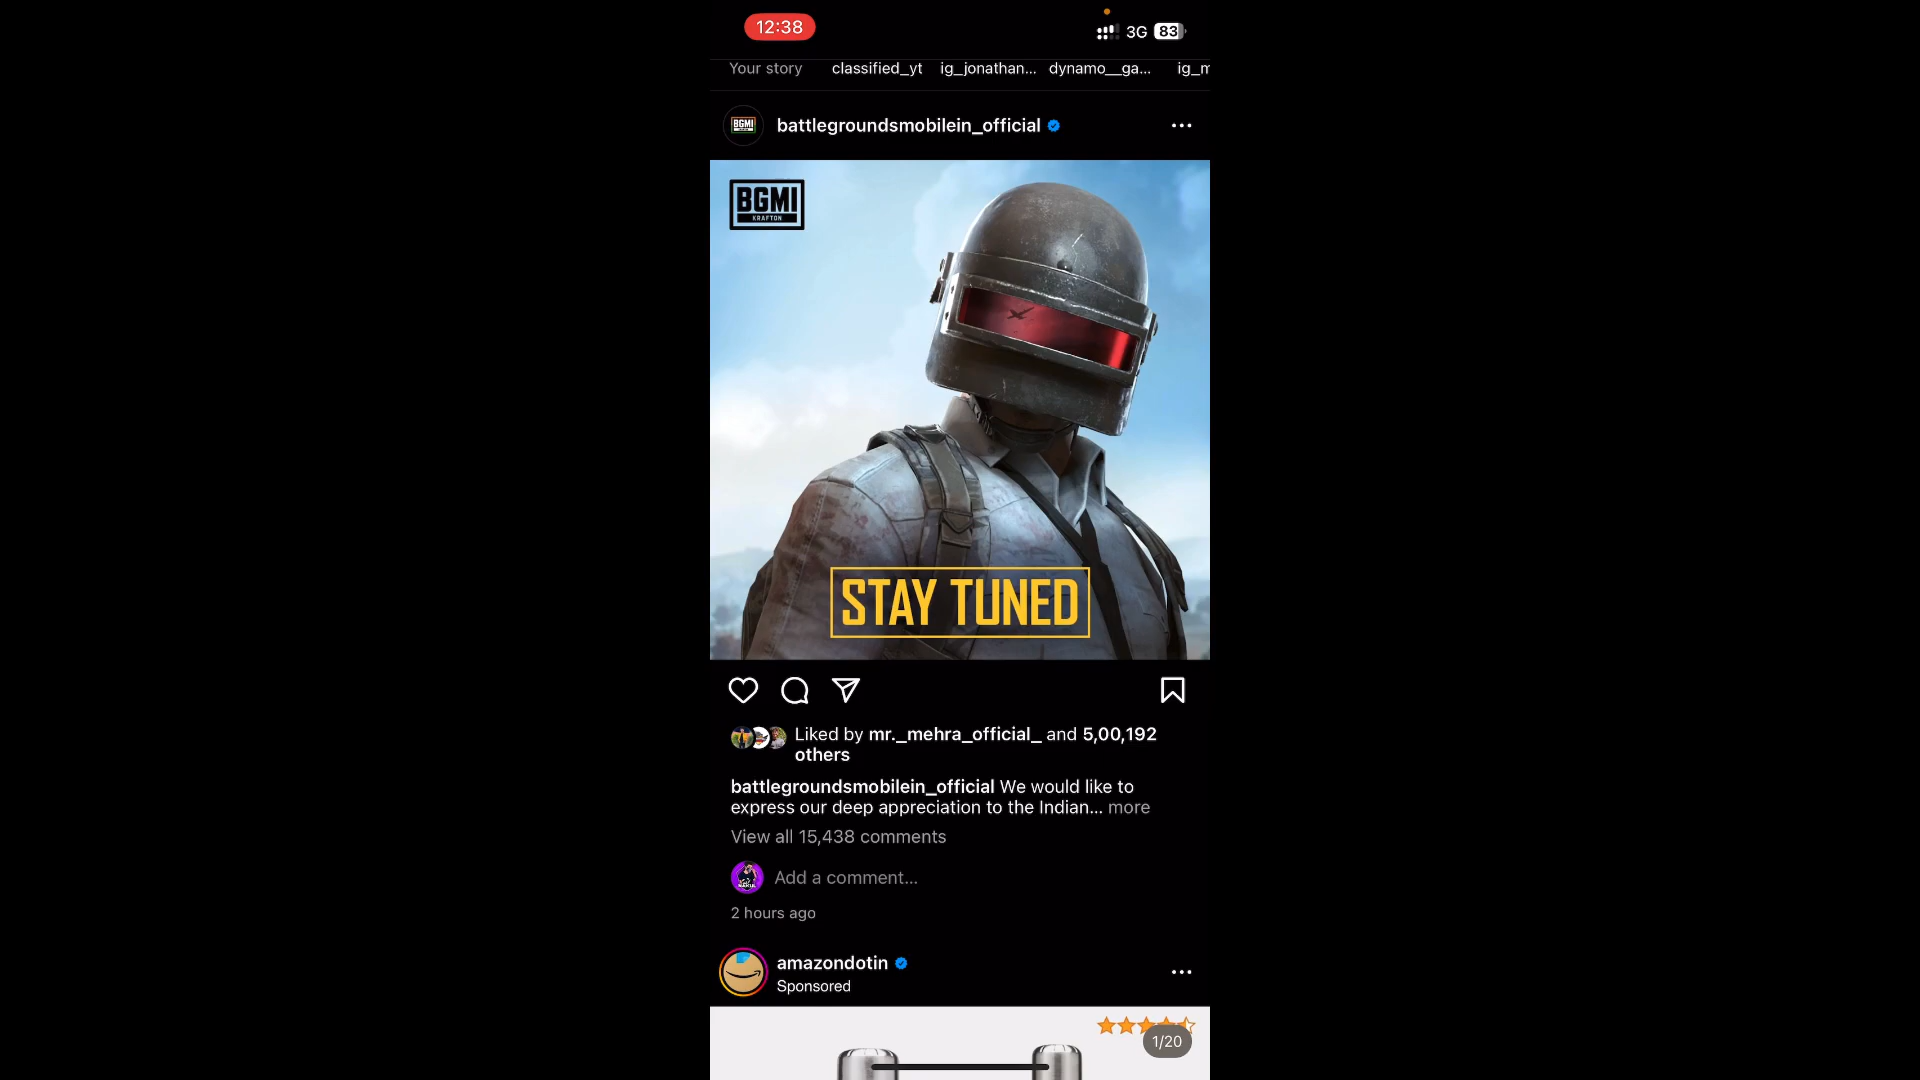 12:38
3G 83
Your story classified_yt ig_jonathan... dynamo__ga... ig_m
BGMI battlegroundsmobilein_official
BGMI
KRAFTON
STAY TUNED
Liked by mr._mehra_official_ and 5,00,192
others
battlegroundsmobilein_official We would like to
express our deep appreciation to the Indian... more
View all 15,438 comments
Add a comment...
2 hours ago
amazondotin
Sponsored
1/20